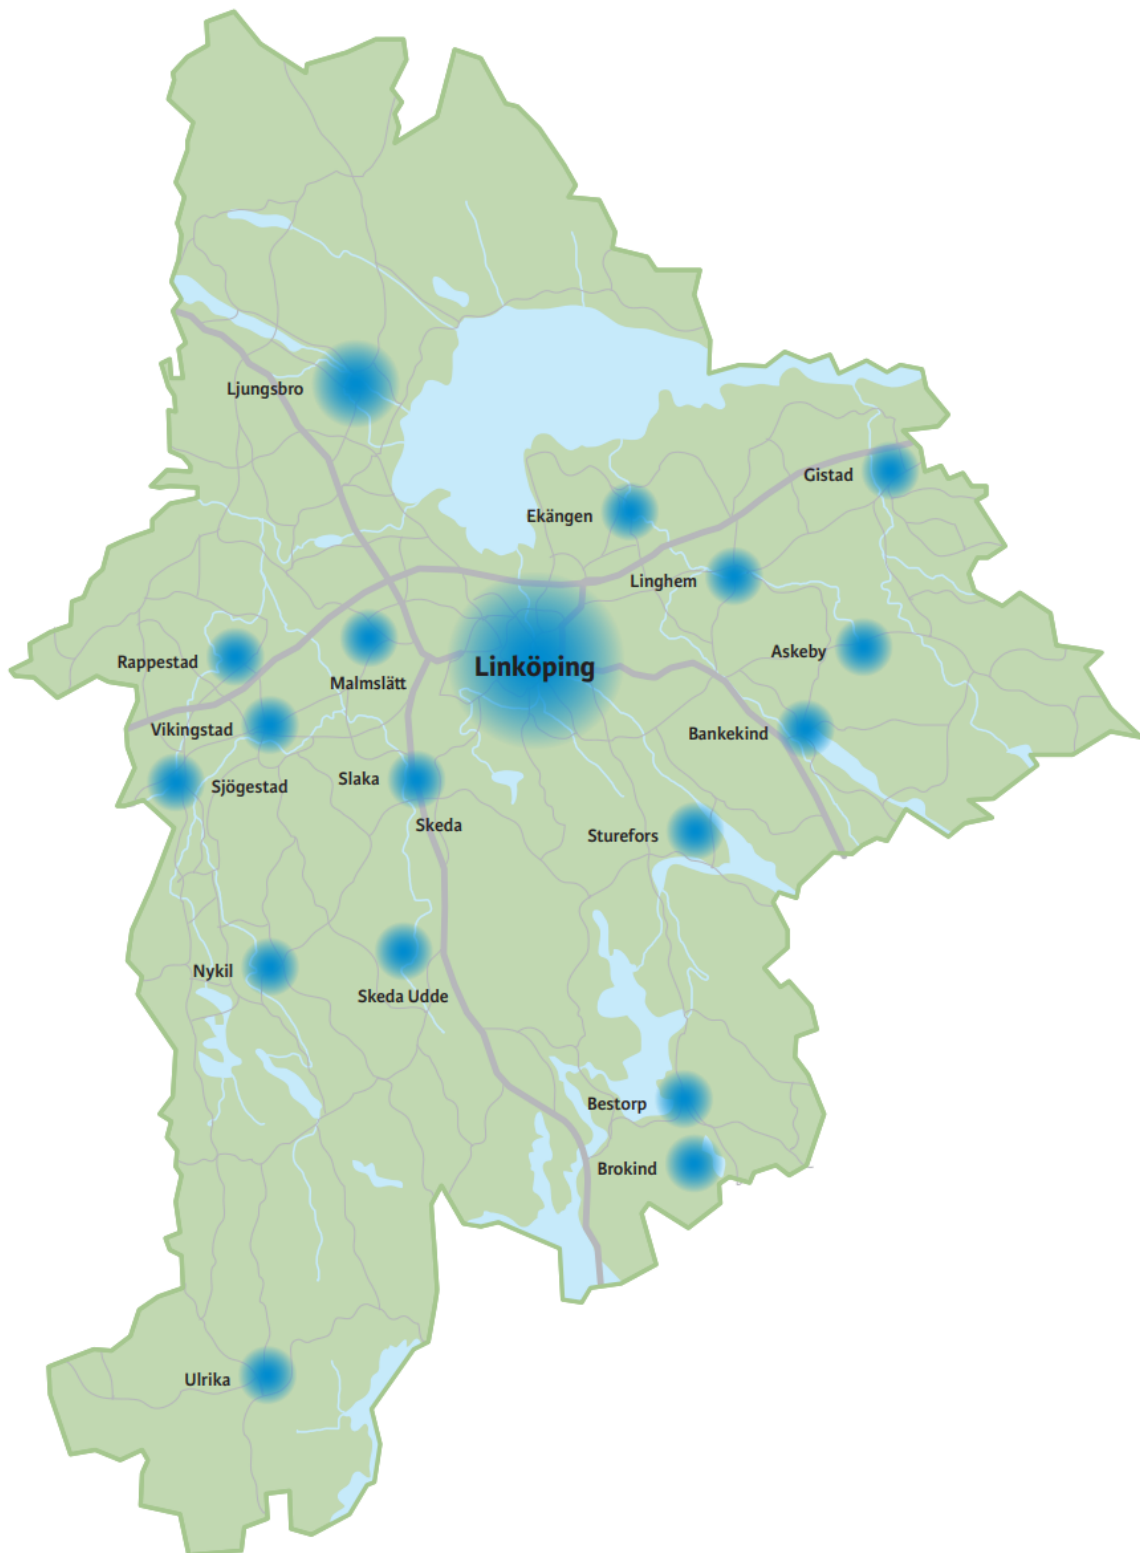 Ljungsbro
Gistad
Ekängen
Linghem
Askeby
Rappestad
Linköping
Malmslätt
Vikingstad
Bankekind
Slaka
Sjögestad
Skeda
Sturefors
Nykil
Skeda Udde
Bestorp
Brokind
Ulrika